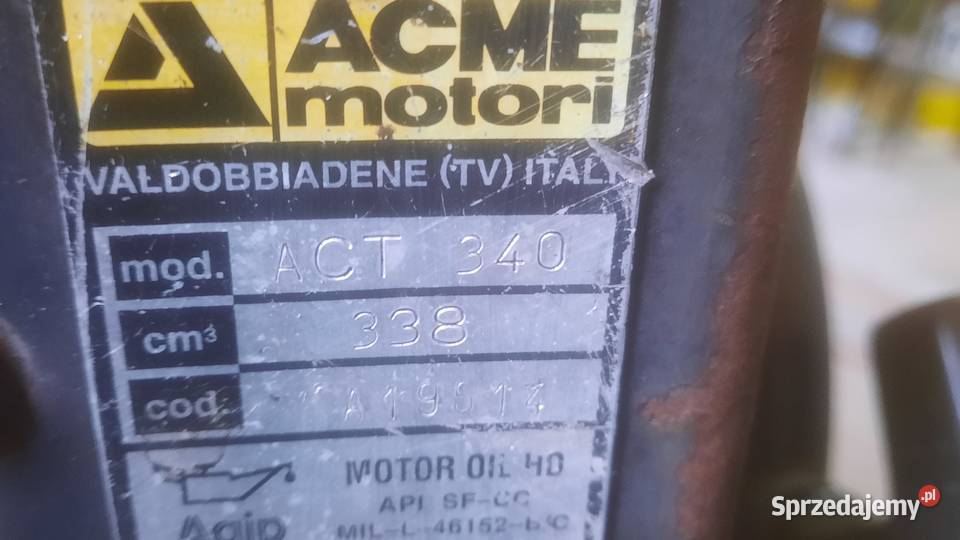 ACME
motori
VALDOBBIADENE (TV) ITALY
mod. ACT 340
cm³ 338
cod.
MOTOR OIL HD
API SF-CC
Agip
Sprzedajemy.pl